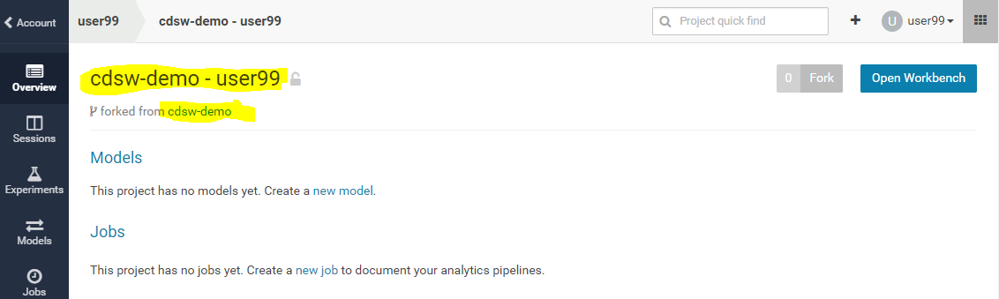 Account
user99
cdsw-demo - user99
Project quick find
U
user99
Overview
Sessions
Experiments
Models
Jobs
cdsw-demo - user99
0 Fork
Open Workbench
forked from cdsw-demo
Models
This project has no models yet. Create a new model.
Jobs
This project has no jobs yet. Create a new job to document your analytics pipelines.